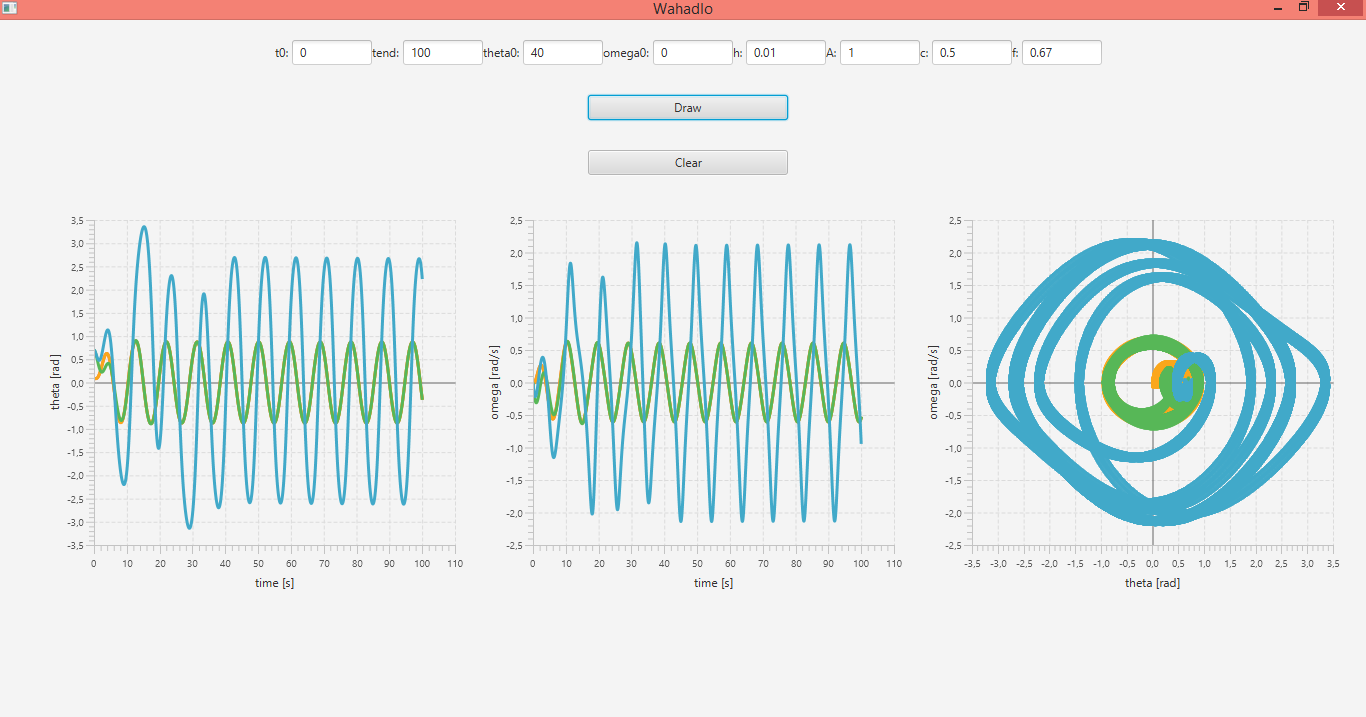 Wahadlo
t0: 0 tend: 100 theta0: 40 omega0: 0 h: 0.01 A: 1 c: 0.5 f: 0.67
Draw
Clear
3,5
3,0
2,5
2,0
1,5
1,0
0,5
0,0
-0,5
-1,0
-1,5
-2,0
-2,5
-3,0
-3,5
theta [rad]
0 10 20 30 40 50 60 70 80 90 100 110
time [s]
2,5
2,0
1,5
1,0
0,5
0,0
-0,5
-1,0
-1,5
-2,0
-2,5
omega [rad/s]
0 10 20 30 40 50 60 70 80 90 100 110
time [s]
2,5
2,0
1,5
1,0
0,5
0,0
-0,5
-1,0
-1,5
-2,0
-2,5
omega [rad/s]
-3,5 -3,0 -2,5 -2,0 -1,5 -1,0 -0,5 0,0 0,5 1,0 1,5 2,0 2,5 3,0 3,5
theta [rad]